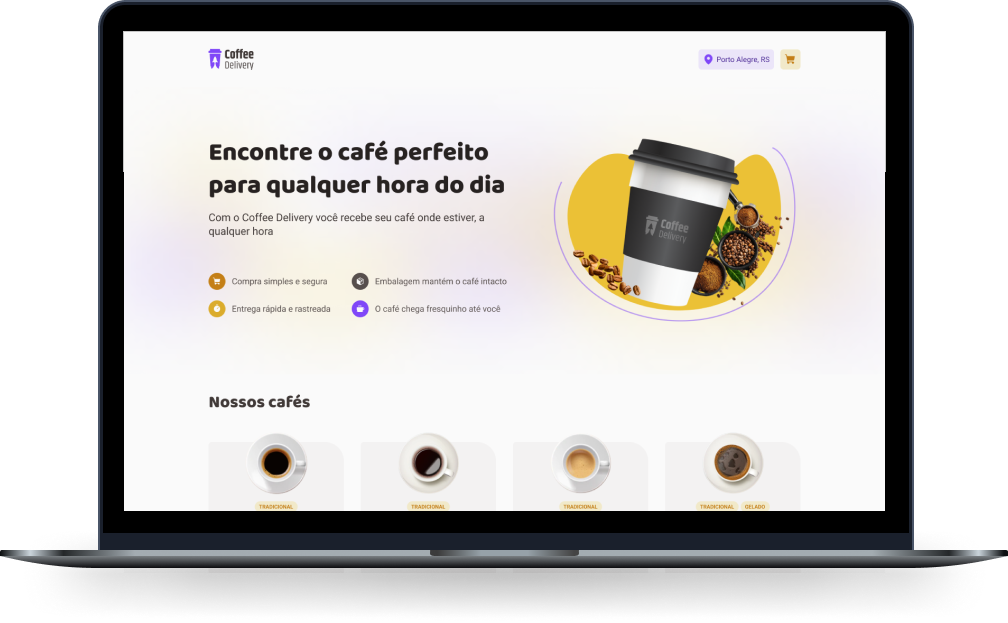 Coffee
Delivery
Porto Alegre, RS
Encontre o café perfeito
para qualquer hora do dia
Com o Coffee Delivery você recebe seu café onde estiver, a
qualquer hora
Coffee
Delivery
Compra simples e segura
Embalagem mantém o café intacto
Entrega rápida e rastreada
O café chega fresquinho até você
Nossos cafés
TRADICIONAL
TRADICIONAL
TRADICIONAL
TRADICIONAL
GELADO